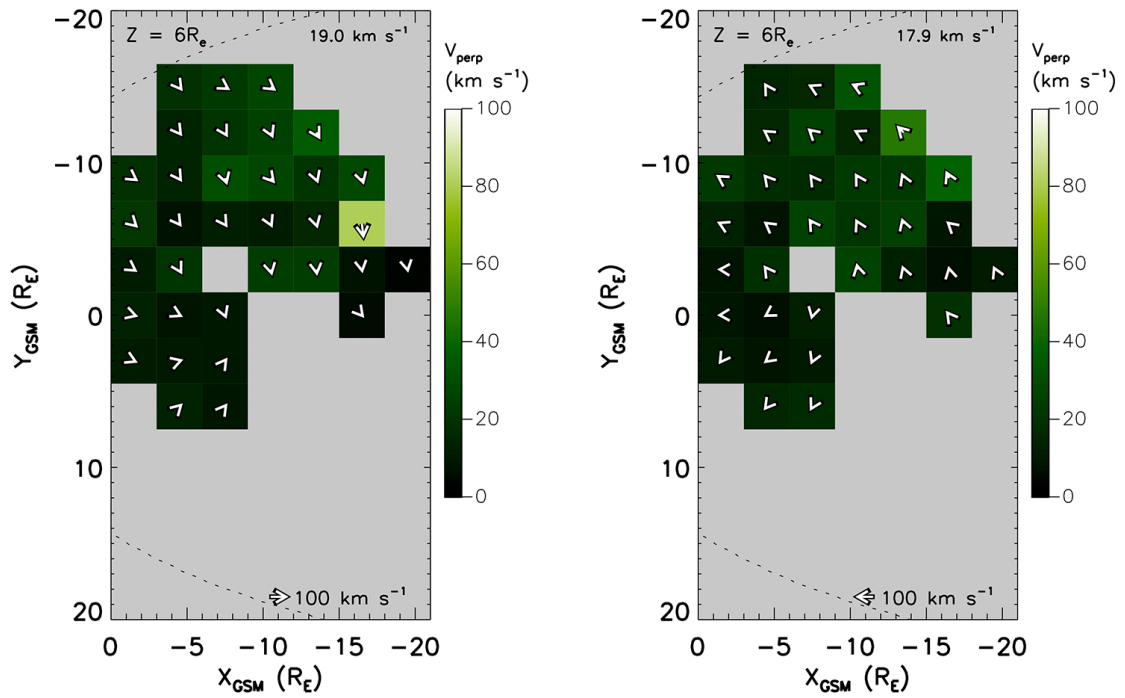 −20
Z = 6Rₑ
19.0 km s⁻¹
V_perp
(km s⁻¹)
100
80
60
40
20
0
−10
0
10
20
Y_GSM (R_E)
100 km s⁻¹
0
−5
−10
−15
−20
X_GSM (R_E)
−20
Z = 6Rₑ
17.9 km s⁻¹
V_perp
(km s⁻¹)
100
80
60
40
20
0
−10
0
10
20
Y_GSM (R_E)
100 km s⁻¹
0
−5
−10
−15
−20
X_GSM (R_E)